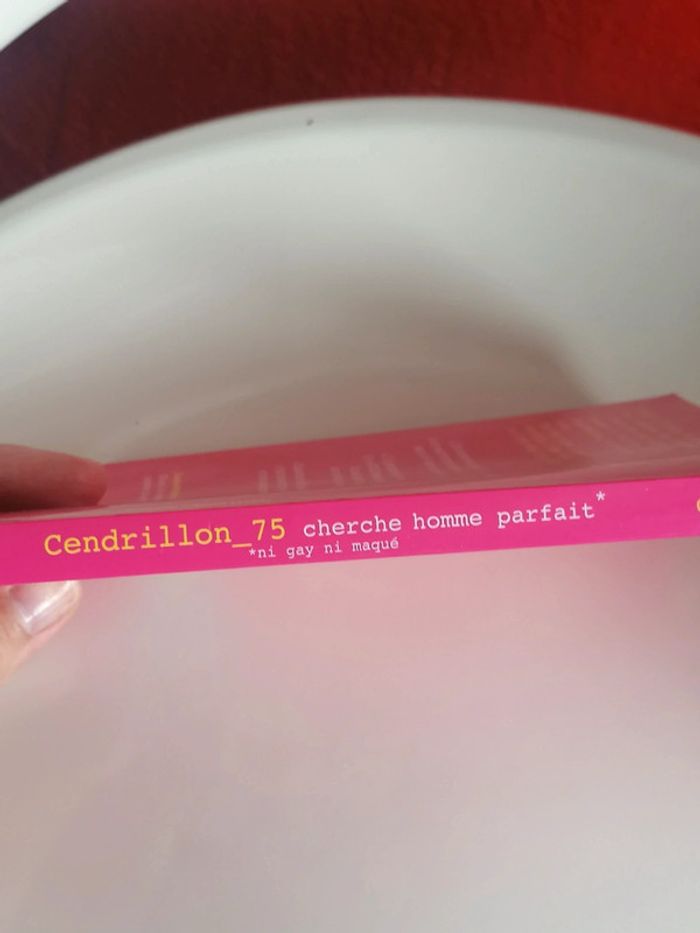 Cendrillon_75 cherche homme parfait*
*ni gay ni maqué